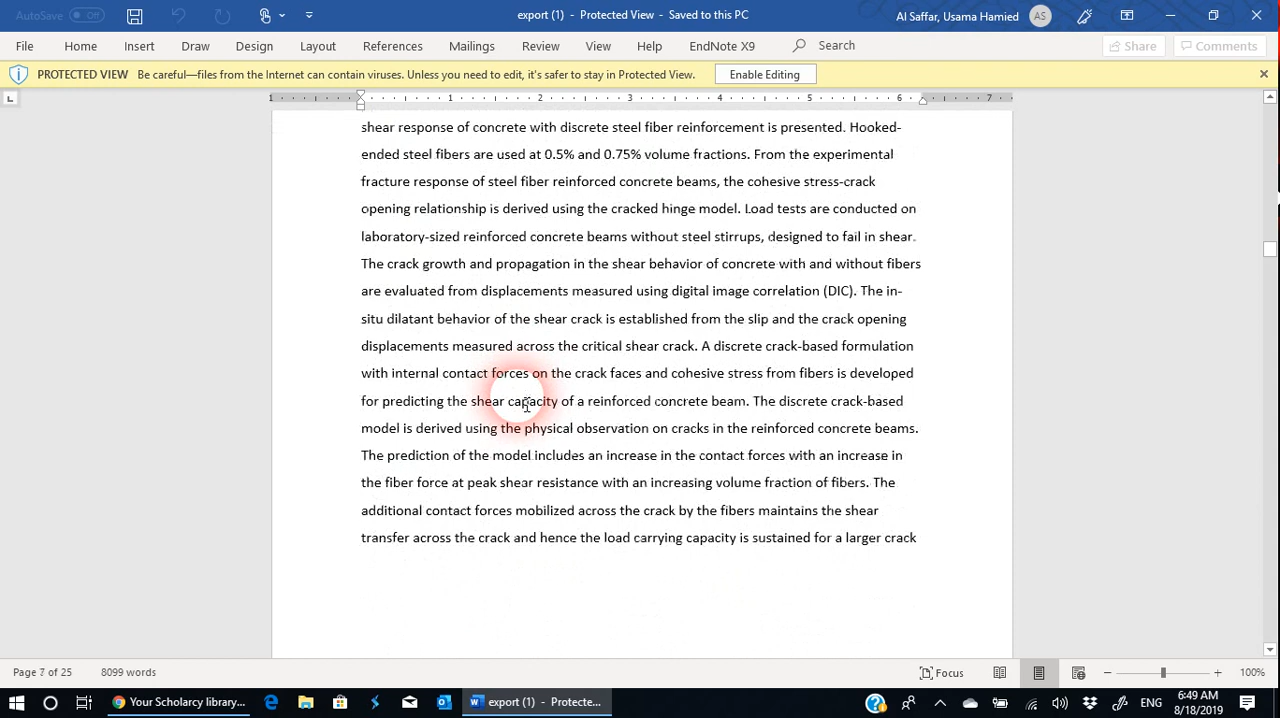 AutoSave Off
export (1) - Protected View - Saved to this PC
Al Saffar, Usama Hamied AS
File Home Insert Draw Design Layout References Mailings Review View Help EndNote X9 Search Share Comments
PROTECTED VIEW Be careful—files from the Internet can contain viruses. Unless you need to edit, it's safer to stay in Protected View. Enable Editing
1 1 2 3 4 5 6 7
shear response of concrete with discrete steel fiber reinforcement is presented. Hooked-
ended steel fibers are used at 0.5% and 0.75% volume fractions. From the experimental
fracture response of steel fiber reinforced concrete beams, the cohesive stress-crack
opening relationship is derived using the cracked hinge model. Load tests are conducted on
laboratory-sized reinforced concrete beams without steel stirrups, designed to fail in shear.
The crack growth and propagation in the shear behavior of concrete with and without fibers
are evaluated from displacements measured using digital image correlation (DIC). The in-
situ dilatant behavior of the shear crack is established from the slip and the crack opening
displacements measured across the critical shear crack. A discrete crack-based formulation
with internal contact forces on the crack faces and cohesive stress from fibers is developed
for predicting the shear capacity of a reinforced concrete beam. The discrete crack-based
model is derived using the physical observation on cracks in the reinforced concrete beams.
The prediction of the model includes an increase in the contact forces with an increase in
the fiber force at peak shear resistance with an increasing volume fraction of fibers. The
additional contact forces mobilized across the crack by the fibers maintains the shear
transfer across the crack and hence the load carrying capacity is sustained for a larger crack
Page 7 of 25 8099 words Focus 100%
Your Scholarcy library... export (1) - Protecte... ENG 6:49 AM
8/18/2019